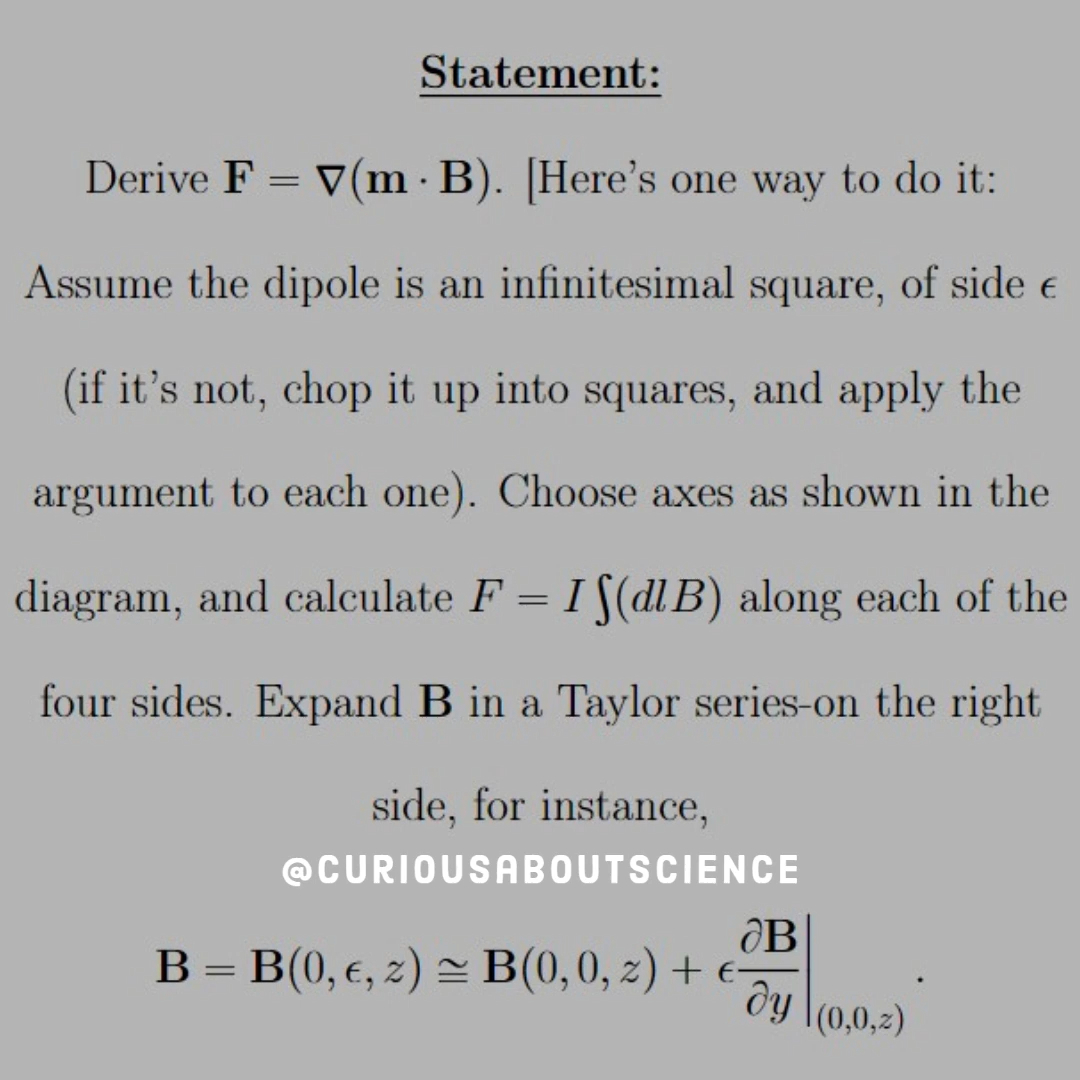 Statement:
Derive F = ∇(m · B). [Here's one way to do it:
Assume the dipole is an infinitesimal square, of side ϵ
(if it's not, chop it up into squares, and apply the
argument to each one). Choose axes as shown in the
diagram, and calculate F = I ∫(dlB) along each of the
four sides. Expand B in a Taylor series-on the right
side, for instance,
@CURIOUSABOUTSCIENCE
B = B(0, ϵ, z) ≅ B(0, 0, z) + ϵ ∂B/∂y |(0,0,z) .